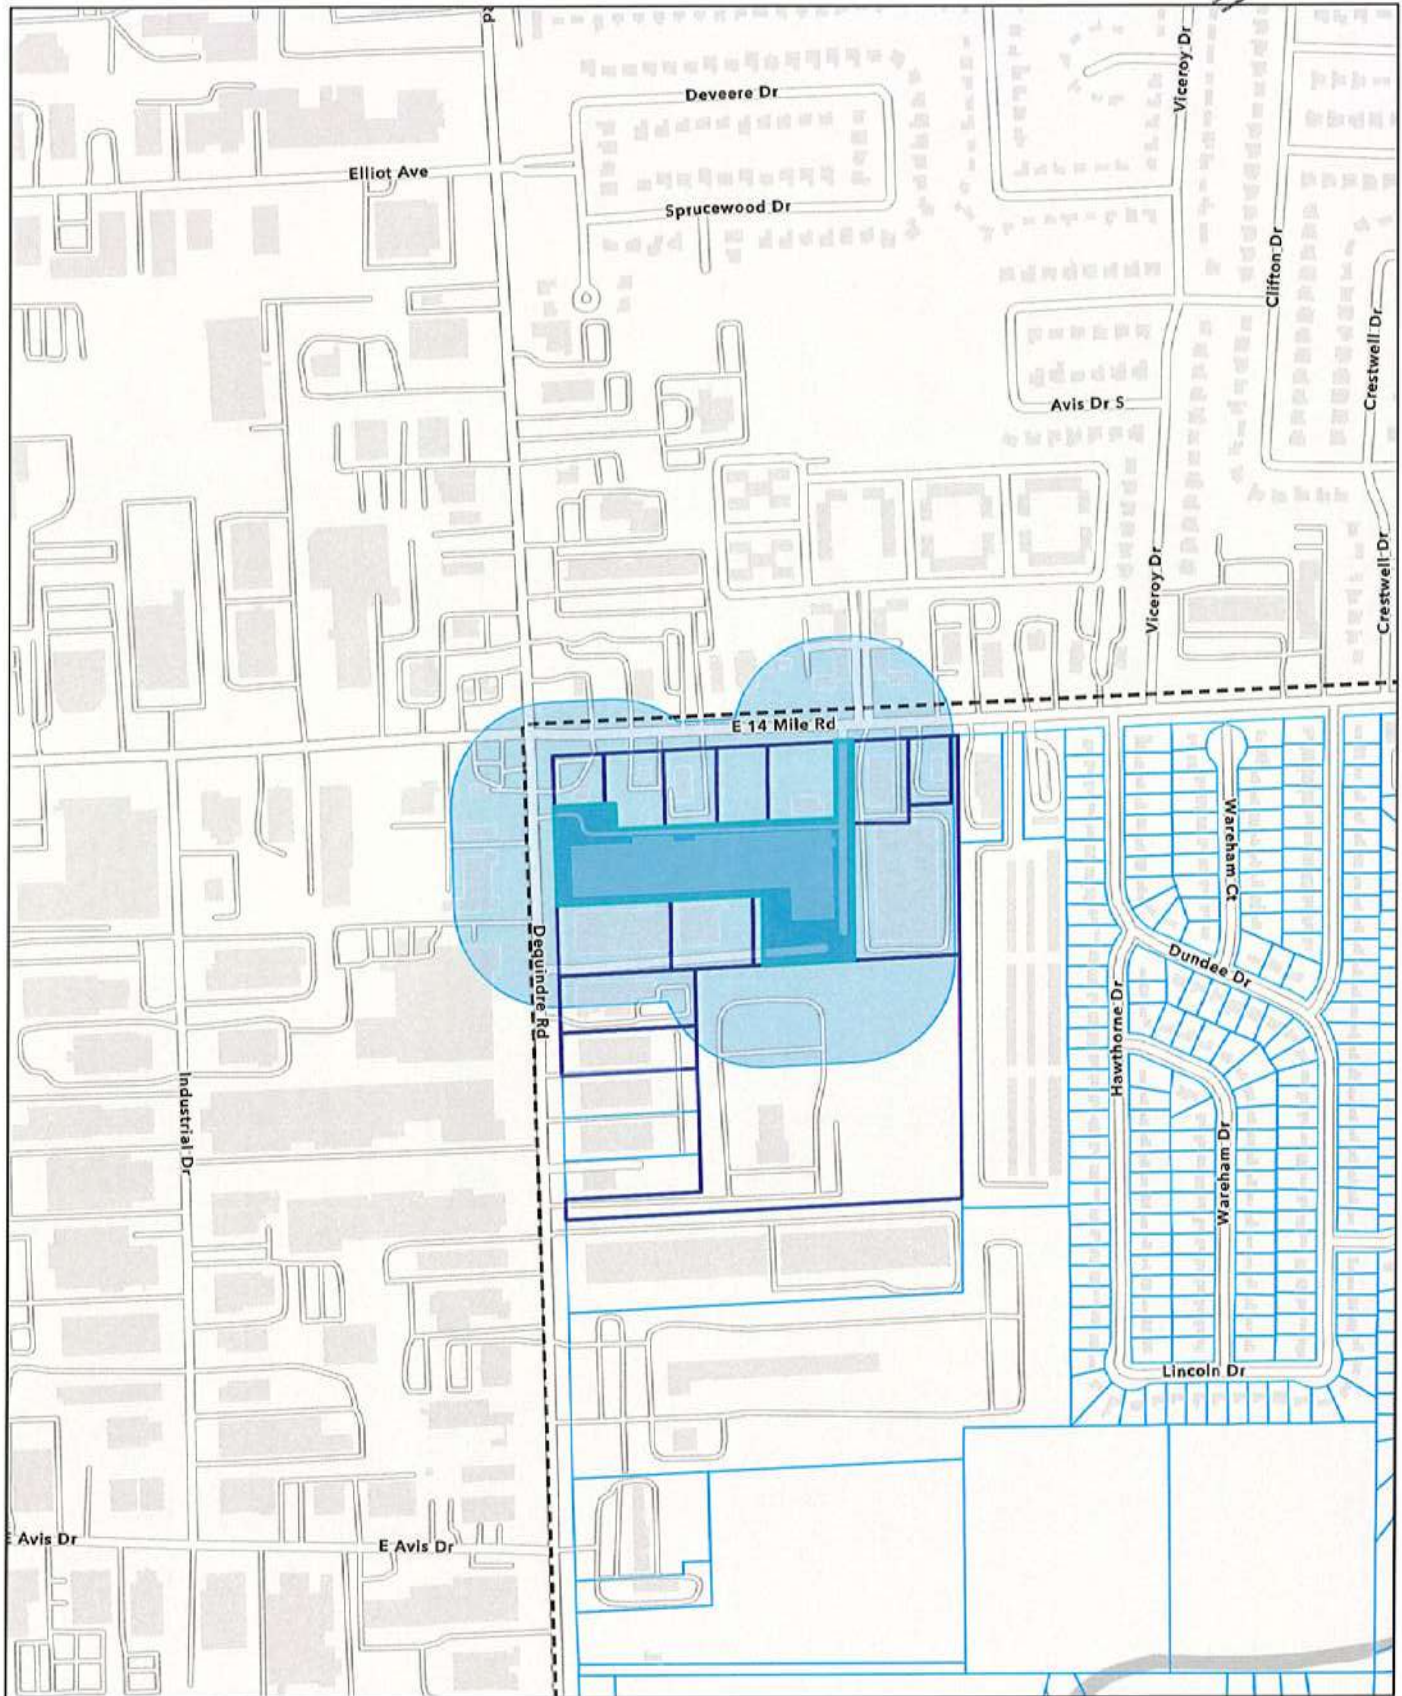 Viceroy Dr
Deveere Dr
Elliot Ave
Sprucewood Dr
Clifton Dr
Crestwell Dr
Avis Dr S
Viceroy Dr
Crestwell Dr
E 14 Mile Rd
Wareham Ct
Dequindre Rd
Dundee Dr
Hawthorne Dr
Industrial Dr
Wareham Dr
Lincoln Dr
E Avis Dr
E Avis Dr